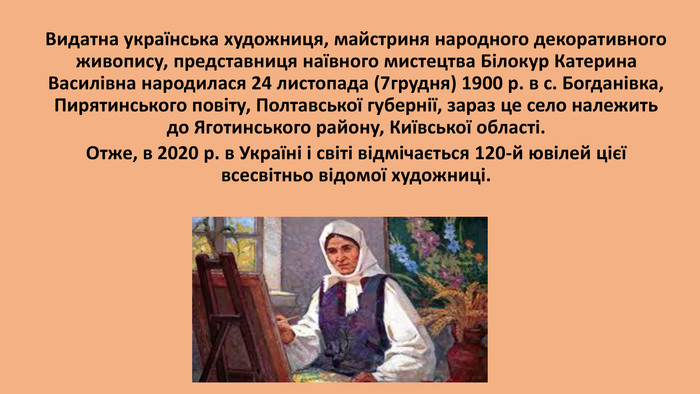 Видатна українська художниця, майстриня народного декоративного
живопису, представниця наївного мистецтва Білокур Катерина
Василівна народилася 24 листопада (7грудня) 1900 р. в с. Богданівка,
Пирятинського повіту, Полтавської губернії, зараз це село належить
до Яготинського району, Київської області.
Отже, в 2020 р. в Україні і світі відмічається 120-й ювілей цієї
всесвітньо відомої художниці.